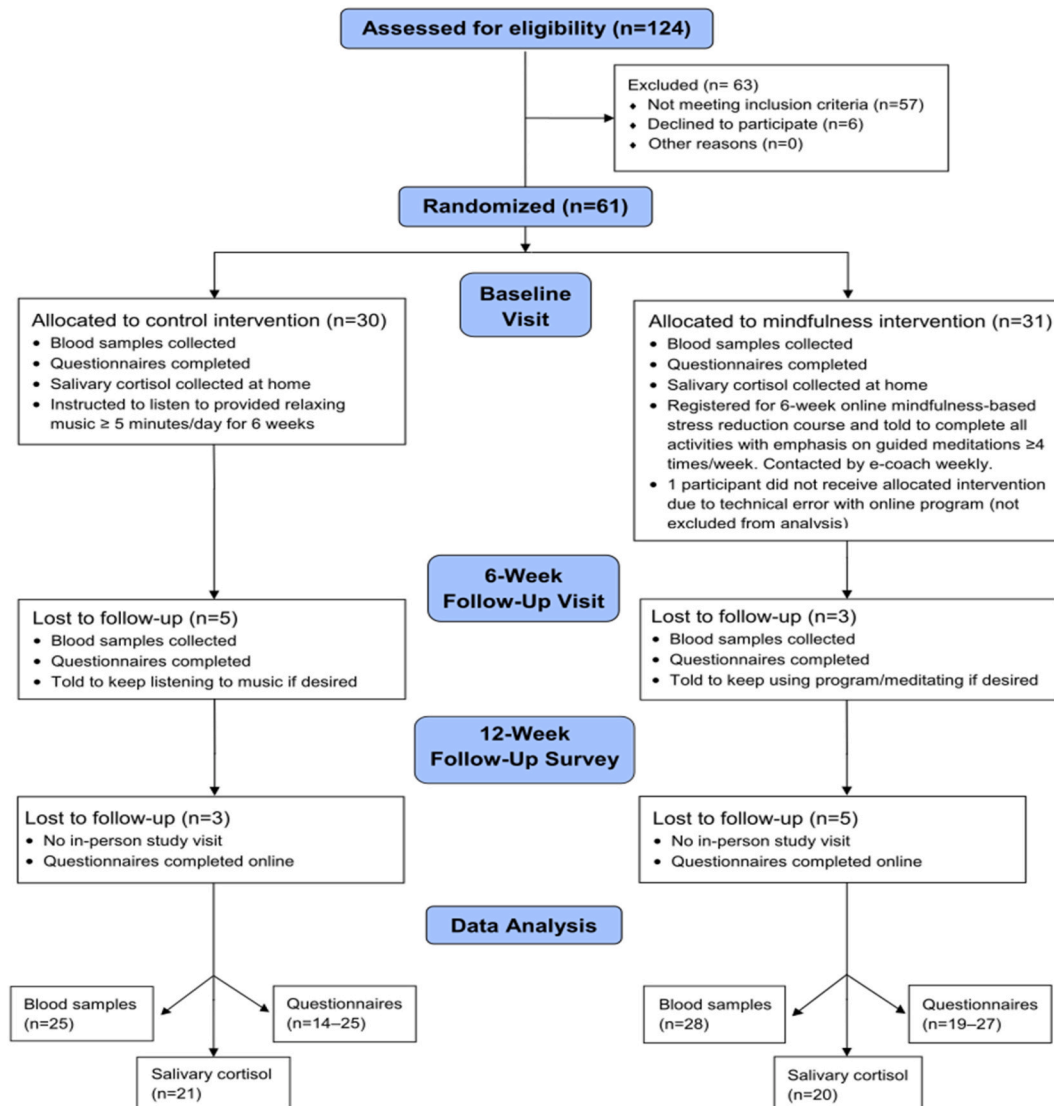 Assessed for eligibility (n=124)
Excluded (n= 63)
⬥ Not meeting inclusion criteria (n=57)
⬥ Declined to participate (n=6)
⬥ Other reasons (n=0)
Randomized (n=61)
Baseline
Visit
Allocated to control intervention (n=30)
• Blood samples collected
• Questionnaires completed
• Salivary cortisol collected at home
• Instructed to listen to provided relaxing
music ≥ 5 minutes/day for 6 weeks
Allocated to mindfulness intervention (n=31)
• Blood samples collected
• Questionnaires completed
• Salivary cortisol collected at home
• Registered for 6-week online mindfulness-based
stress reduction course and told to complete all
activities with emphasis on guided meditations ≥4
times/week. Contacted by e-coach weekly.
• 1 participant did not receive allocated intervention
due to technical error with online program (not
excluded from analysis)
6-Week
Follow-Up Visit
Lost to follow-up (n=5)
• Blood samples collected
• Questionnaires completed
• Told to keep listening to music if desired
Lost to follow-up (n=3)
• Blood samples collected
• Questionnaires completed
• Told to keep using program/meditating if desired
12-Week
Follow-Up Survey
Lost to follow-up (n=3)
• No in-person study visit
• Questionnaires completed online
Lost to follow-up (n=5)
• No in-person study visit
• Questionnaires completed online
Data Analysis
Blood samples
(n=25)
Questionnaires
(n=14–25)
Salivary cortisol
(n=21)
Blood samples
(n=28)
Questionnaires
(n=19–27)
Salivary cortisol
(n=20)